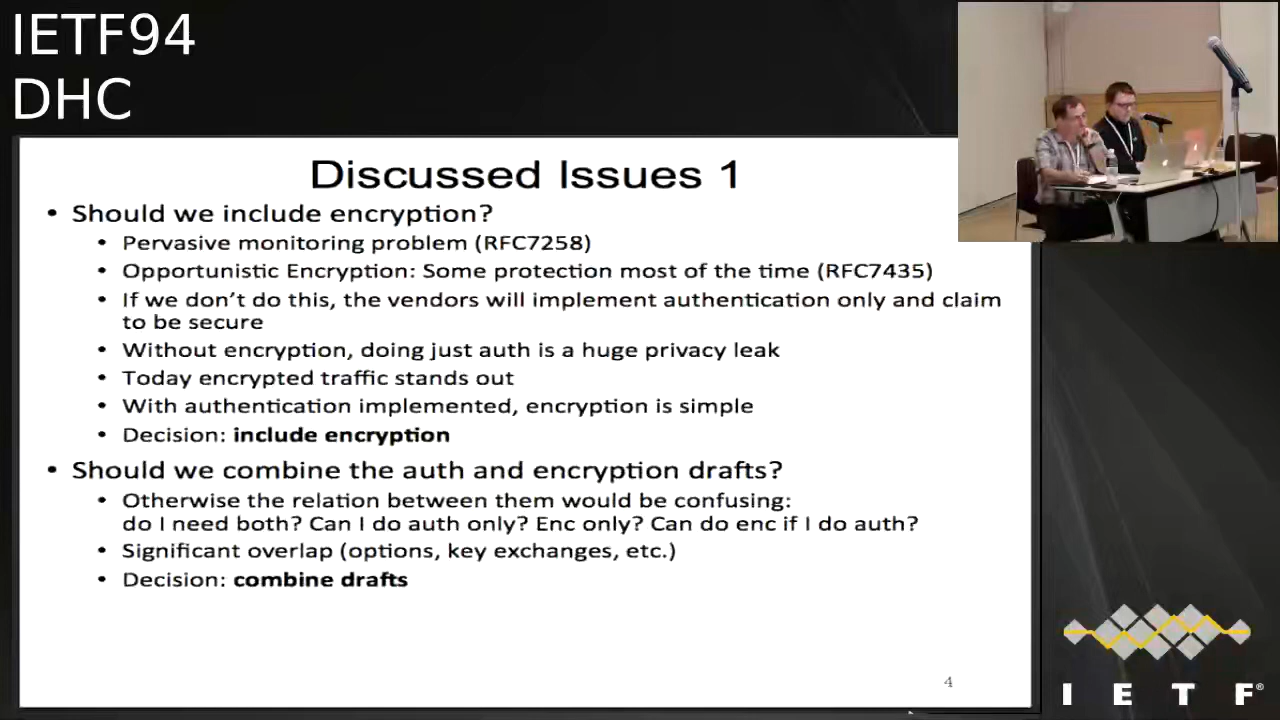 IETF94
DHC
Discussed Issues 1
• Should we include encryption?
• Pervasive monitoring problem (RFC7258)
• Opportunistic Encryption: Some protection most of the time (RFC7435)
• If we don't do this, the vendors will implement authentication only and claim
to be secure
• Without encryption, doing just auth is a huge privacy leak
• Today encrypted traffic stands out
• With authentication implemented, encryption is simple
• Decision: include encryption
• Should we combine the auth and encryption drafts?
• Otherwise the relation between them would be confusing:
do I need both? Can I do auth only? Enc only? Can do enc if I do auth?
• Significant overlap (options, key exchanges, etc.)
• Decision: combine drafts
4
I E T F®